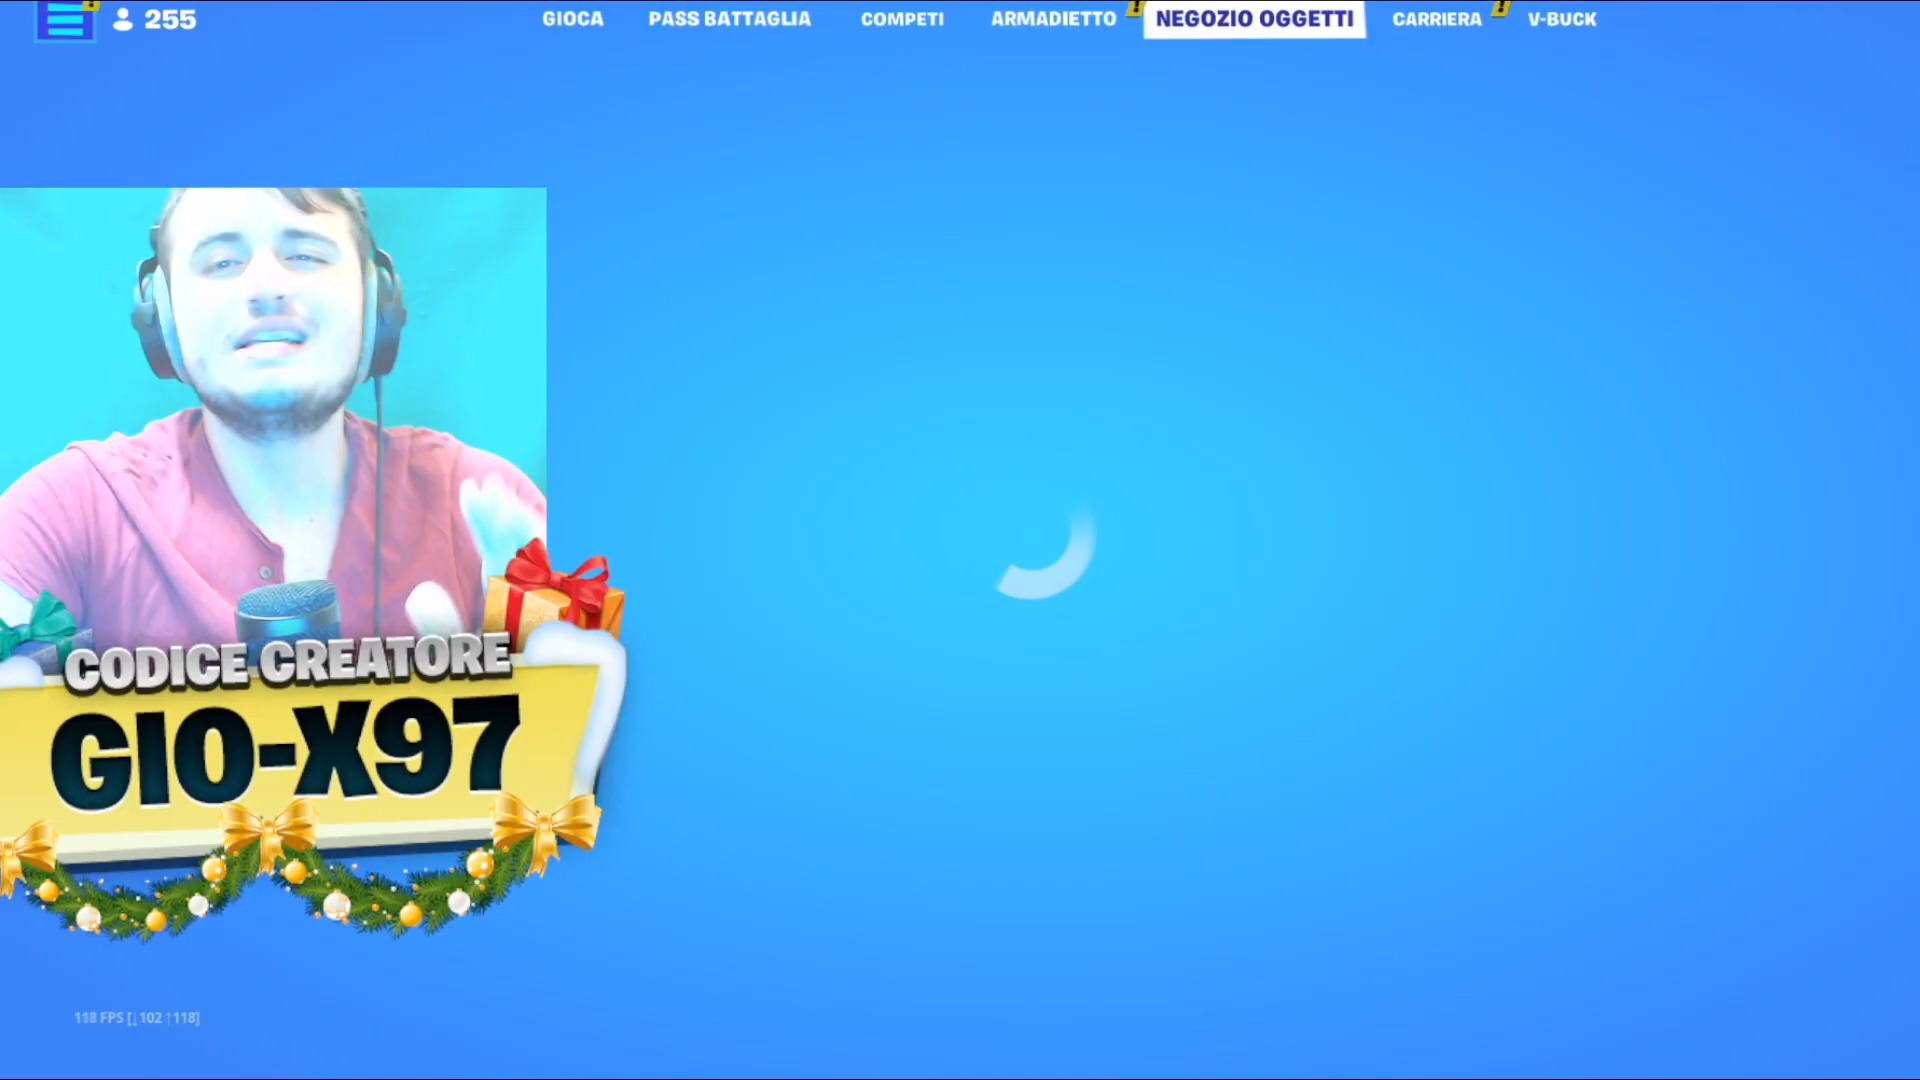 255
GIOCA
PASS BATTAGLIA
COMPETI
ARMADIETTO
!
NEGOZIO OGGETTI
CARRIERA
!
V-BUCK
CODICE CREATORE
GIO-X97
118 FPS [↓102 ↑118]